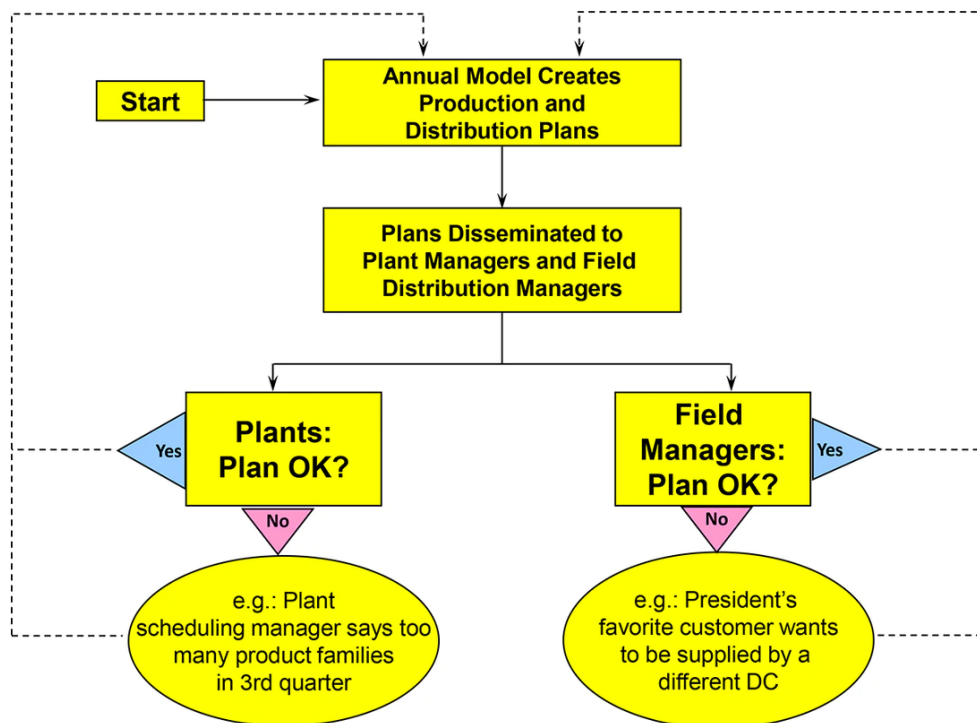 Start
Annual Model Creates
Production and
Distribution Plans
Plans Disseminated to
Plant Managers and Field
Distribution Managers
Yes
Plants:
Plan OK?
Field
Managers:
Plan OK?
Yes
No
No
e.g.: Plant
scheduling manager says too
many product families
in 3rd quarter
e.g.: President’s
favorite customer wants
to be supplied by a
different DC